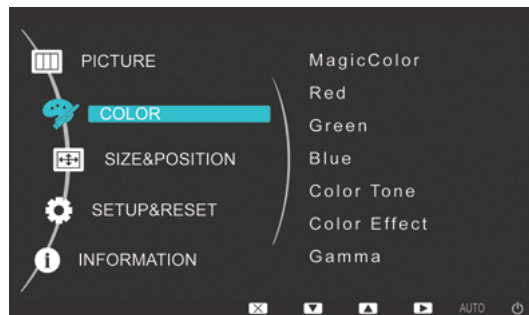 PICTURE
COLOR
SIZE&POSITION
SETUP&RESET
INFORMATION
MagicColor
Red
Green
Blue
Color Tone
Color Effect
Gamma
AUTO